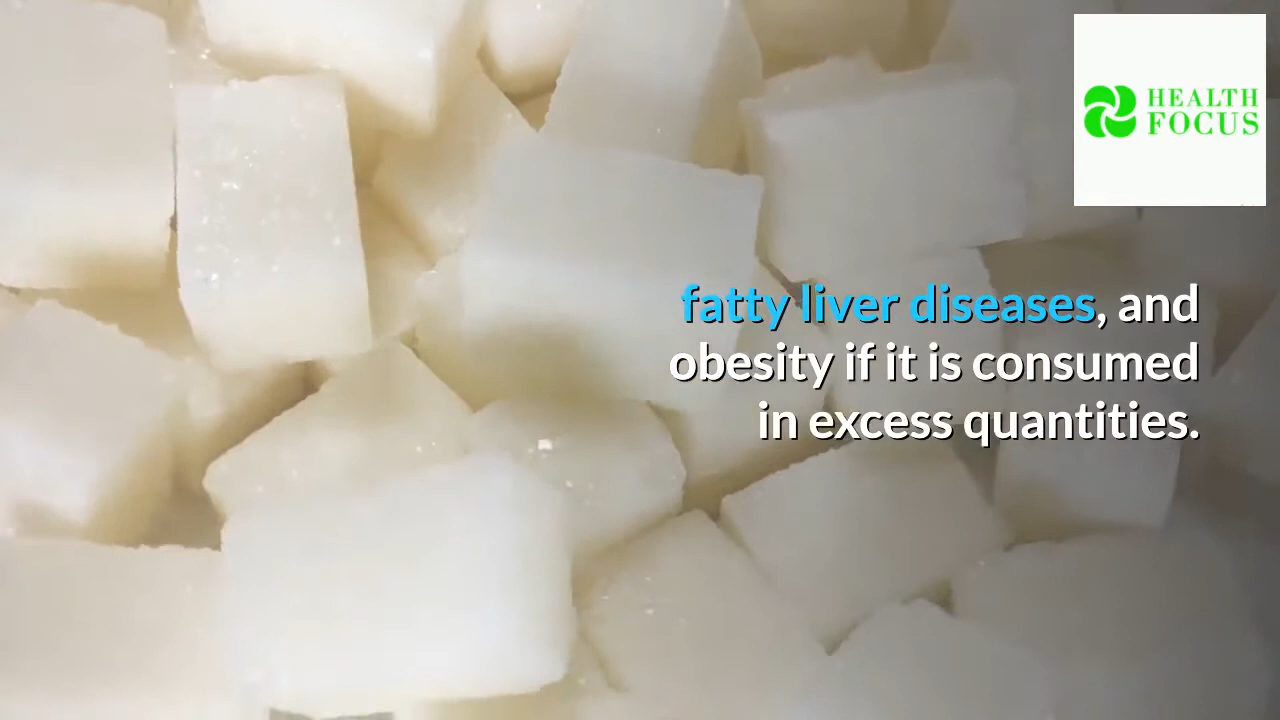 HEALTH
FOCUS
fatty liver diseases, and
obesity if it is consumed
in excess quantities.